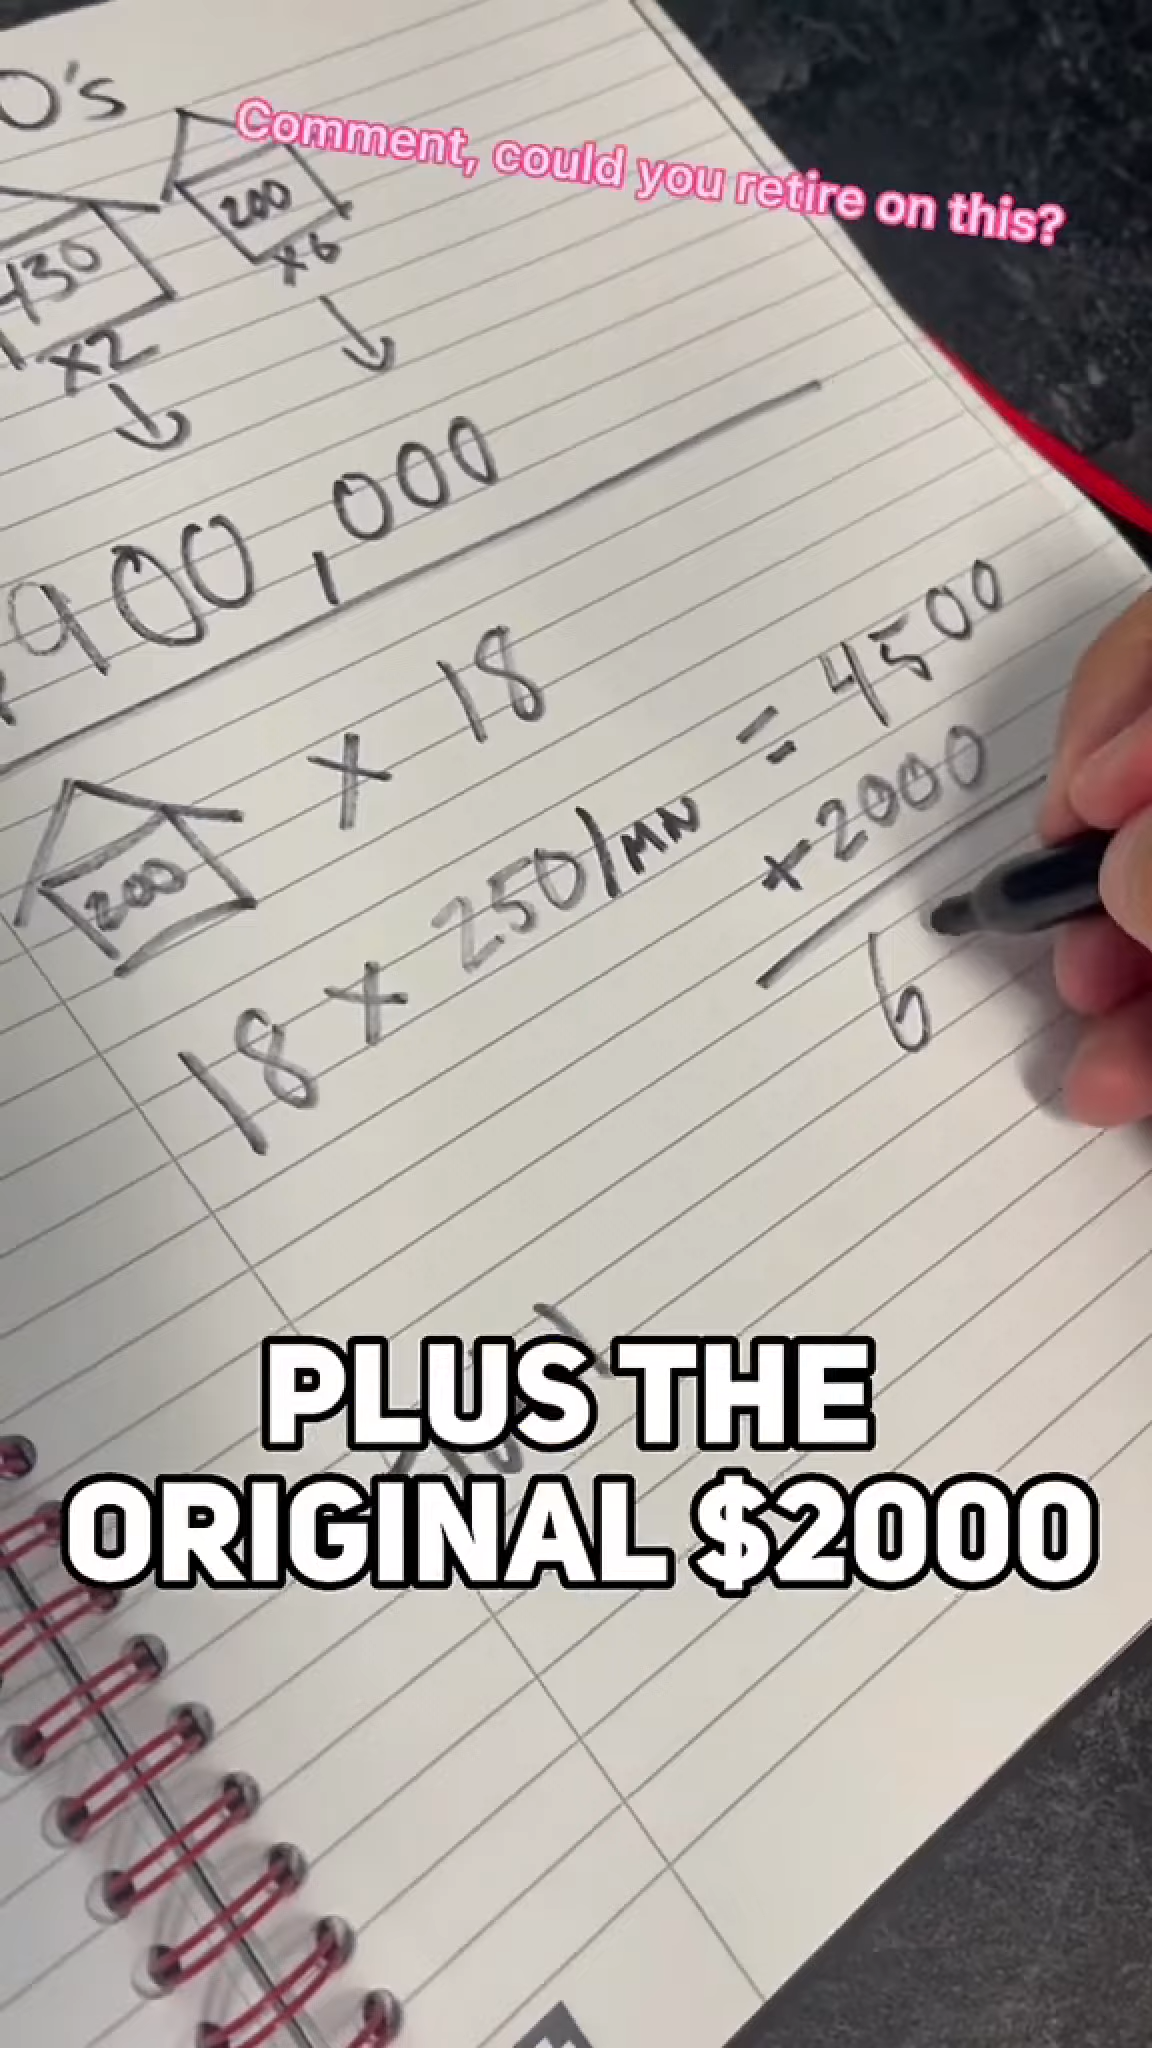 0's
Comment, could you retire on this?
200
x6
430
x2
900,000
200 x 18
18 x 250/MN = 4500
+2000
6
PLUS THE
ORIGINAL $2000